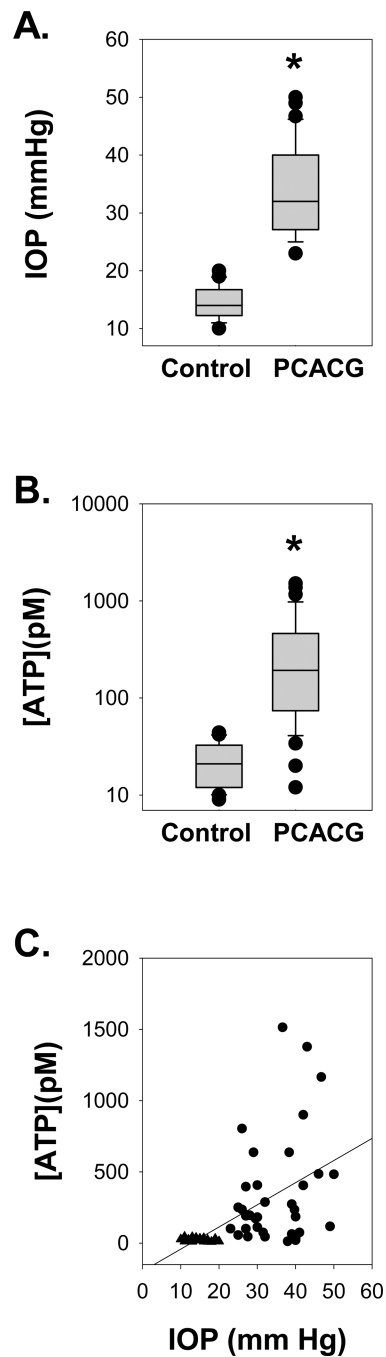 A.
60
50
40
30
20
10
IOP (mmHg)
*
Control PCACG
B.
10000
1000
100
10
[ATP](pM)
*
Control PCACG
C.
2000
1500
1000
500
0
[ATP](pM)
0 10 20 30 40 50 60
IOP (mm Hg)